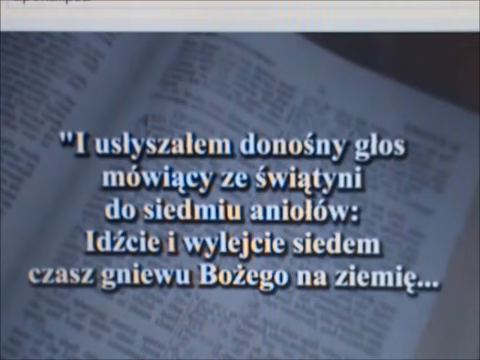 "I usłyszałem donośny głos
mówiący ze świątyni
do siedmiu aniołów:
Idźcie i wylejcie siedem
czasz gniewu Bożego na ziemię...